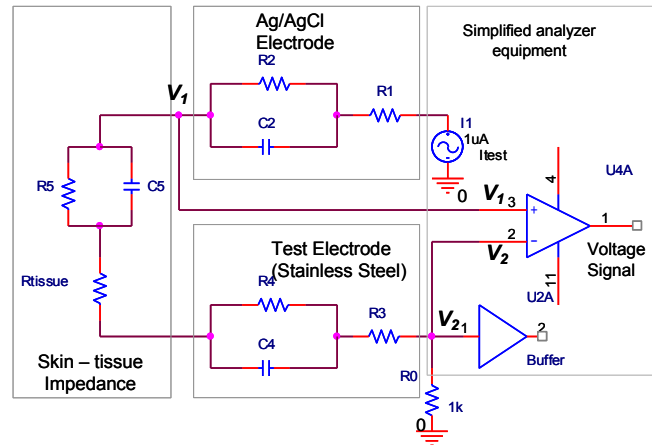 Ag/AgCl
Electrode
Simplified analyzer
equipment
R2
V1
R1
C2
I1
1uA
Itest
0
U4A
4
R5
C5
V1
3
+
1
2
−
V2
Voltage
Signal
Test Electrode
(Stainless Steel)
11
U2A
Rtissue
R4
R3
V2
1
2
C4
Buffer
Skin – tissue
Impedance
R0
1k
0